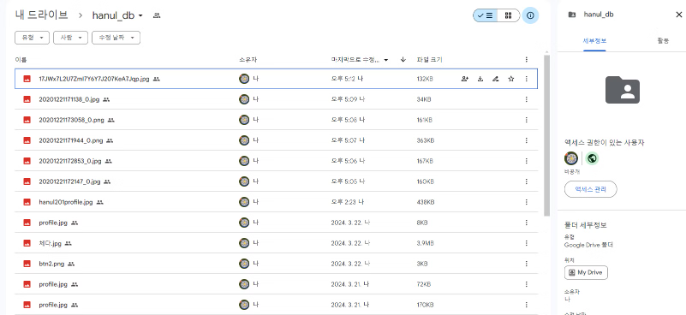 내 드라이브 > hanul_db
유형 사람 수정 날짜
이름 소유자 마지막으로 수정... 파일 크기
나 오후 5:12 나 132KB
20201221171138_0.jpg 나 오후 5:09 나 34KB
20201221173058_0.png 나 오후 5:08 나 161KB
20201221171944_0.png 나 오후 5:07 나 363KB
20201221172853_0.jpg 나 오후 5:06 나 167KB
20201221172147_0.jpg 나 오후 5:05 나 160KB
hanul201profile.jpg 나 오후 2:23 나 438KB
profile.jpg 나 2024. 3. 22. 나 8KB
체다.jpg 나 2024. 3. 22. 나 3.9MB
btn2.png 나 2024. 3. 22. 나 3KB
profile.jpg 나 2024. 3. 21. 나 72KB
profile.jpg 나 2024. 3. 21. 나 170KB
hanul_db
세부정보 활동
액세스 권한이 있는 사용자
액세스 관리
폴더 세부정보
유형
Google Drive 폴더
위치
My Drive
소유자
나